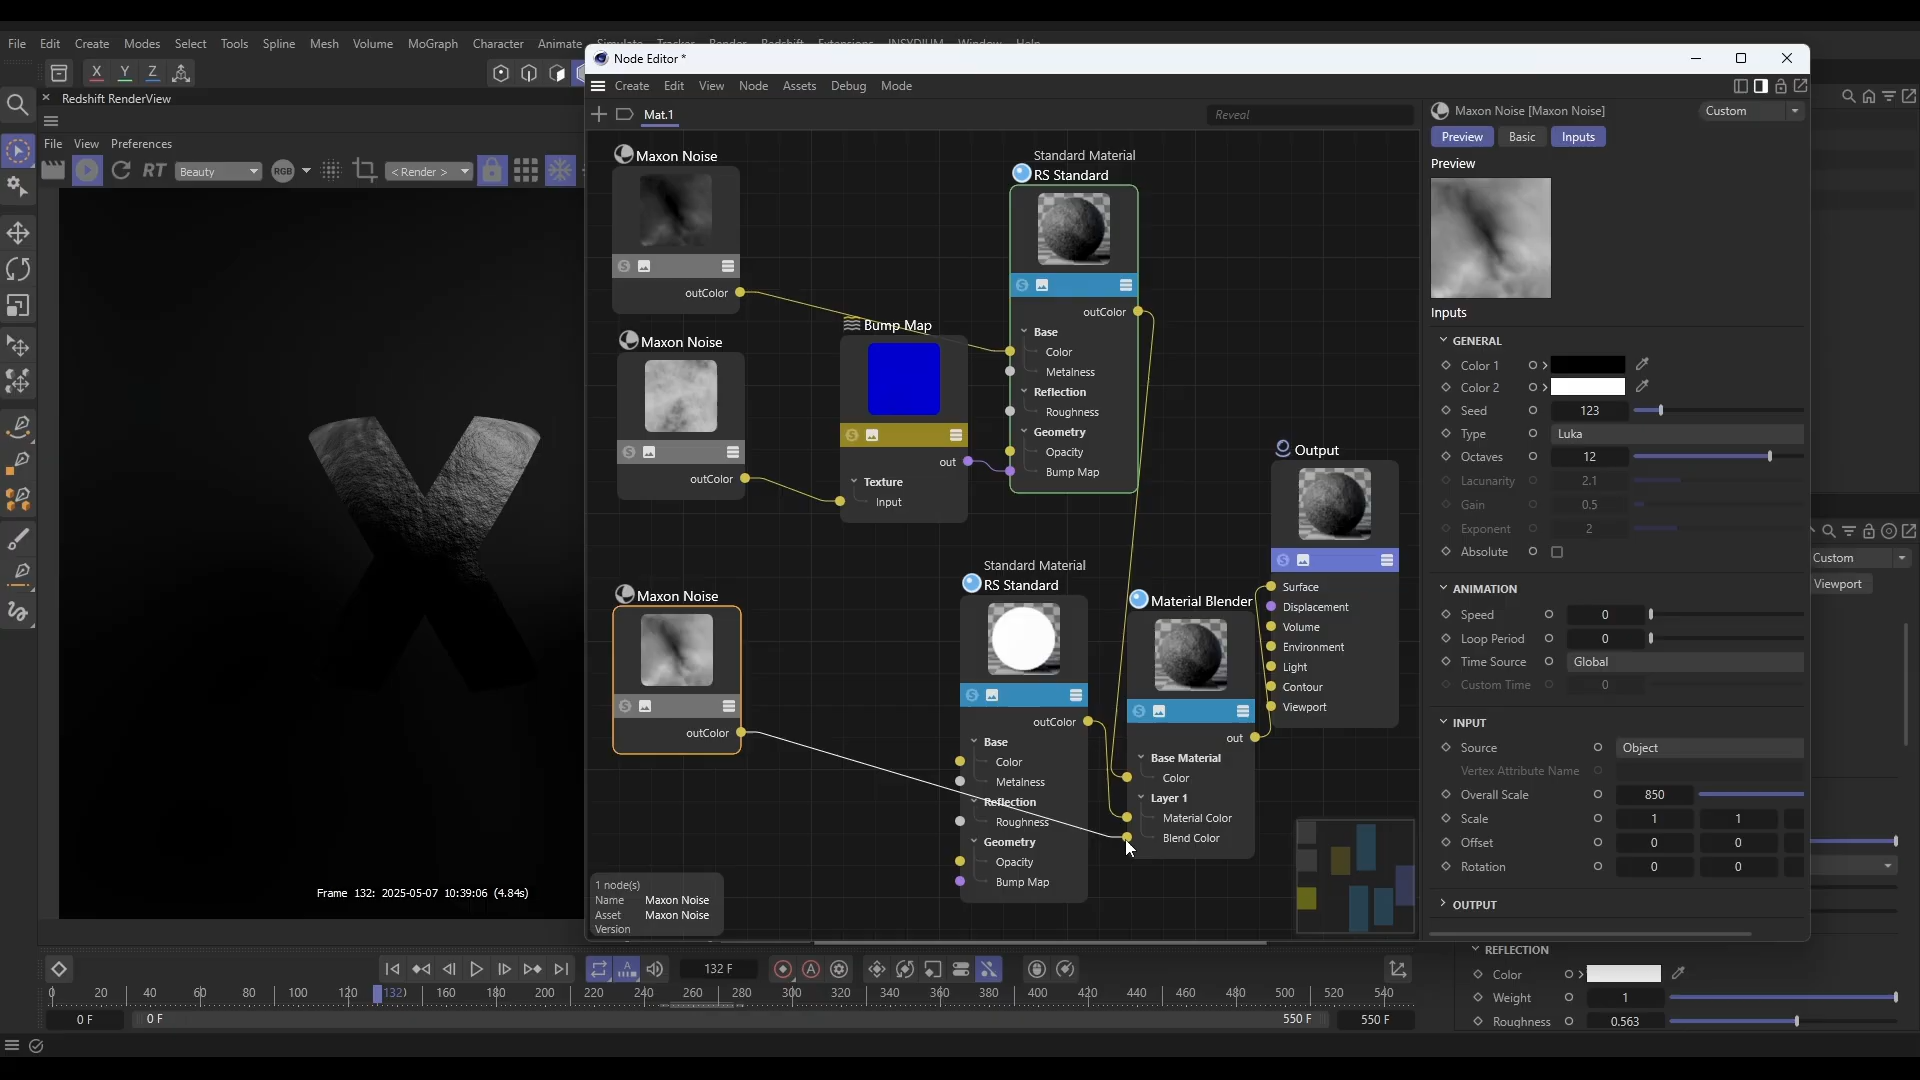 File Edit Create Modes Select Tools Spline Mesh Volume MoGraph Character Animate Simulate Tracker Render Redshift Extensions INSYDIUM Window Help
Node Editor *
X Y Z
Create Edit View Node Assets Debug Mode
Redshift RenderView
Mat.1
Reveal
File View Preferences
RT Beauty RGB < Render >
Maxon Noise
outColor
Maxon Noise
outColor
Bump Map
out
Texture
Input
Standard Material
RS Standard
outColor
Base
Color
Metalness
Reflection
Roughness
Geometry
Opacity
Bump Map
Maxon Noise
outColor
Standard Material
RS Standard
outColor
Base
Color
Metalness
Reflection
Roughness
Geometry
Opacity
Bump Map
Material Blender
out
Base Material
Color
Layer 1
Material Color
Blend Color
Output
Surface
Displacement
Volume
Environment
Light
Contour
Viewport
1 node(s)
Name Maxon Noise
Asset Maxon Noise
Version
Frame 132: 2025-05-07 10:39:06 (4.84s)
Maxon Noise [Maxon Noise]
Custom
Preview Basic Inputs
Preview
Inputs
GENERAL
Color 1
Color 2
Seed 123
Type Luka
Octaves 12
Lacunarity 2.1
Gain 0.5
Exponent 2
Absolute
ANIMATION
Speed 0
Loop Period 0
Time Source Global
Custom Time 0
INPUT
Source Object
Vertex Attribute Name
Overall Scale 850
Scale 1 1
Offset 0 0
Rotation 0 0
OUTPUT
Custom
Viewport
REFLECTION
Color
Weight 1
Roughness 0.563
132 F
0 20 40 60 80 100 120 132 160 180 200 220 240 260 280 300 320 340 360 380 400 420 440 460 480 500 520 540
0 F 0 F 550 F 550 F